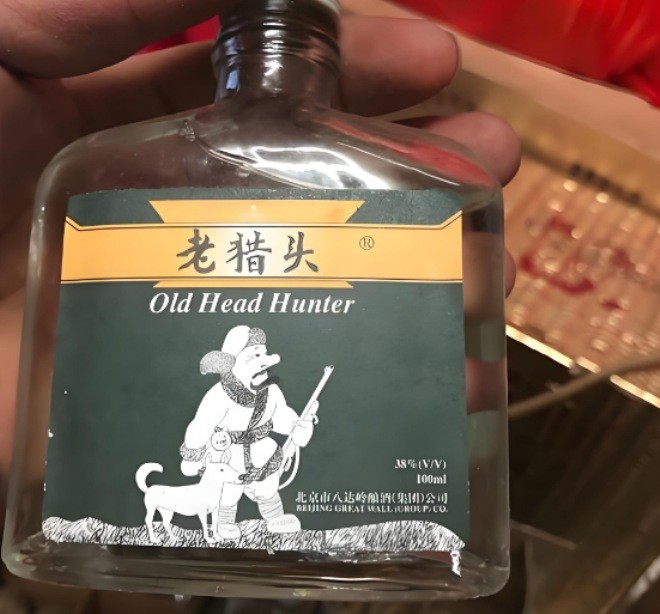 老猎头 ®
Old Head Hunter
38%(V/V)
100ml
北京市八达岭酿酒(集团)公司
BEIJING GREAT WALL (GROUP) CO.